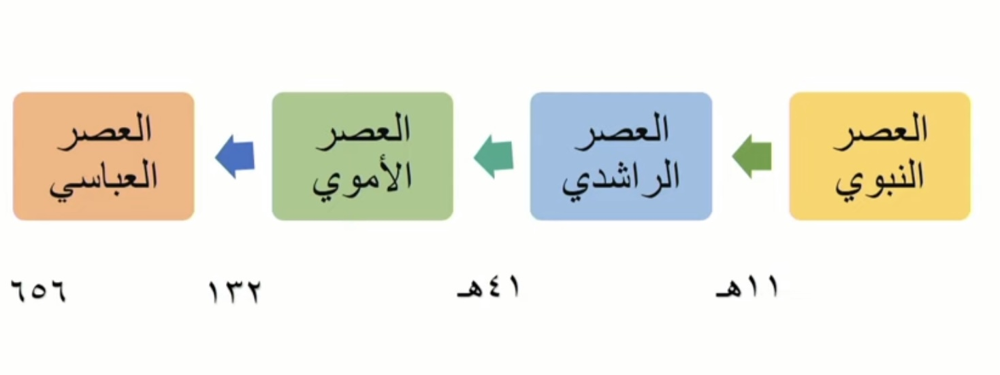 العصر
النبوي
العصر
الراشدي
العصر
الأموي
العصر
العباسي
١١هـ
٤١هـ
١٣٢
٦٥٦